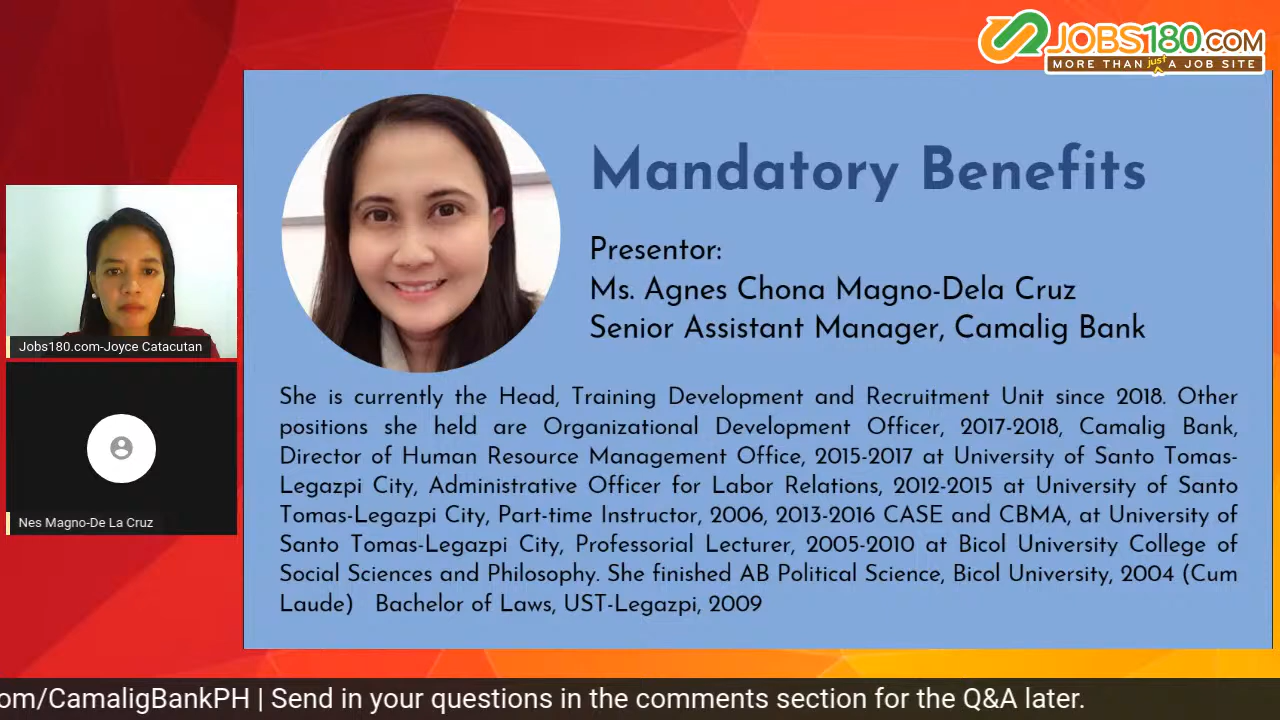 JOBS180.COM
MORE THAN just A JOB SITE
Mandatory Benefits
Presentor:
Ms. Agnes Chona Magno-Dela Cruz
Senior Assistant Manager, Camalig Bank
Jobs180.com-Joyce Catacutan
Nes Magno-De La Cruz
She is currently the Head, Training Development and Recruitment Unit since 2018. Other
positions she held are Organizational Development Officer, 2017-2018, Camalig Bank,
Director of Human Resource Management Office, 2015-2017 at University of Santo Tomas-
Legazpi City, Administrative Officer for Labor Relations, 2012-2015 at University of Santo
Tomas-Legazpi City, Part-time Instructor, 2006, 2013-2016 CASE and CBMA, at University of
Santo Tomas-Legazpi City, Professorial Lecturer, 2005-2010 at Bicol University College of
Social Sciences and Philosophy. She finished AB Political Science, Bicol University, 2004 (Cum
Laude) Bachelor of Laws, UST-Legazpi, 2009
om/CamaligBankPH | Send in your questions in the comments section for the Q&A later.